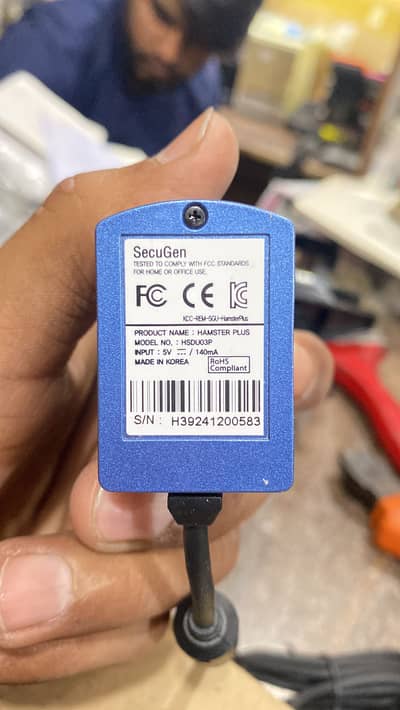 SecuGen
TESTED TO COMPLY WITH FCC STANDARDS
FOR HOME OR OFFICE USE.
FC CE
KCC-REM-SGU-HamsterPlus
PRODUCT NAME : HAMSTER PLUS
MODEL NO. : HSDU03P
INPUT : 5V ⎓ / 140mA
MADE IN KOREA
RoHS
Compliant
S/N : H39241200583